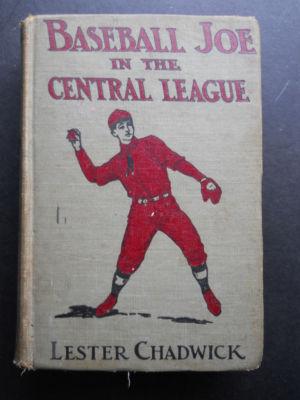 BASEBALL JOE
IN THE
CENTRAL LEAGUE
LESTER CHADWICK